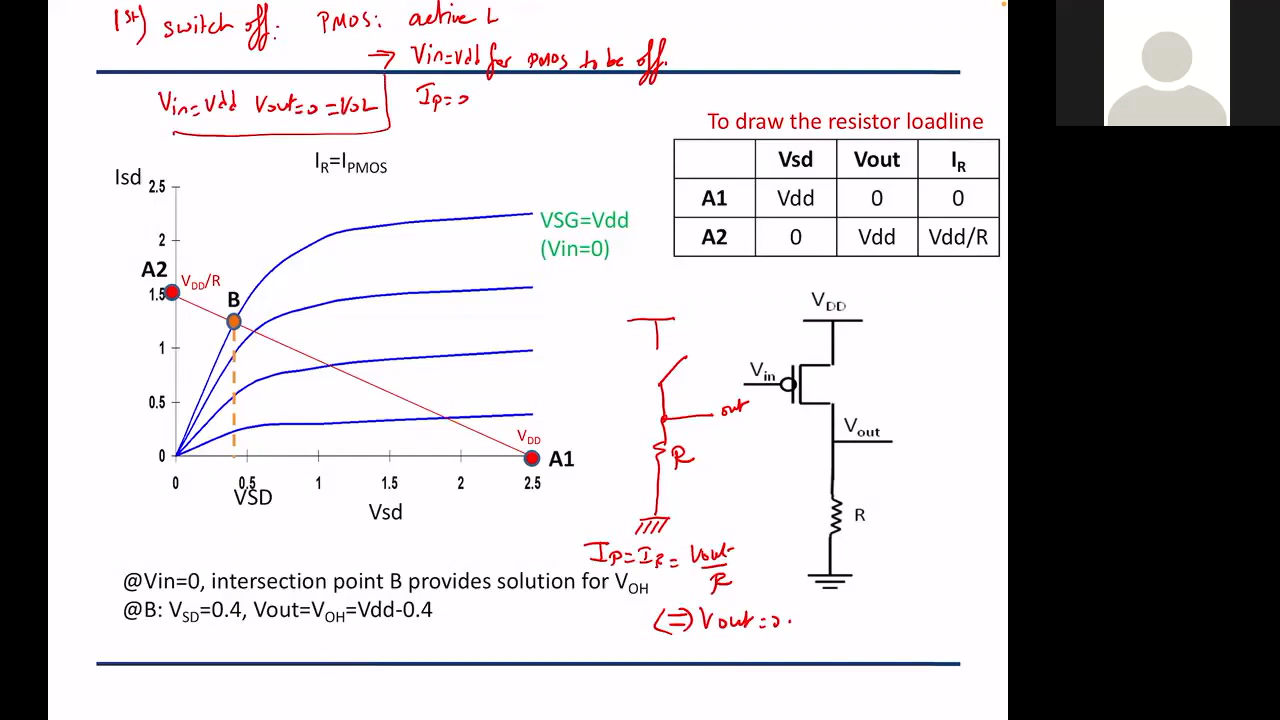 1st) switch off: PMOS: active L
→ Vin=Vdd for PMOS to be off.
Vin=Vdd Vout=0=VOL
IP=0
To draw the resistor loadline
Vsd Vout IR
A1 Vdd 0 0
A2 0 Vdd Vdd/R
IR=IPMOS
Isd
2.5
2
1.5
1
0.5
0
VSG=Vdd
(Vin=0)
A2
VDD/R
B
VDD
A1
0 0.5 1 1.5 2 2.5
VSD
Vsd
out
R
VDD
Vin
Vout
R
IP=IR=Vout/R
(=) Vout=0.
@Vin=0, intersection point B provides solution for VOH
@B: VSD=0.4, Vout=VOH=Vdd-0.4